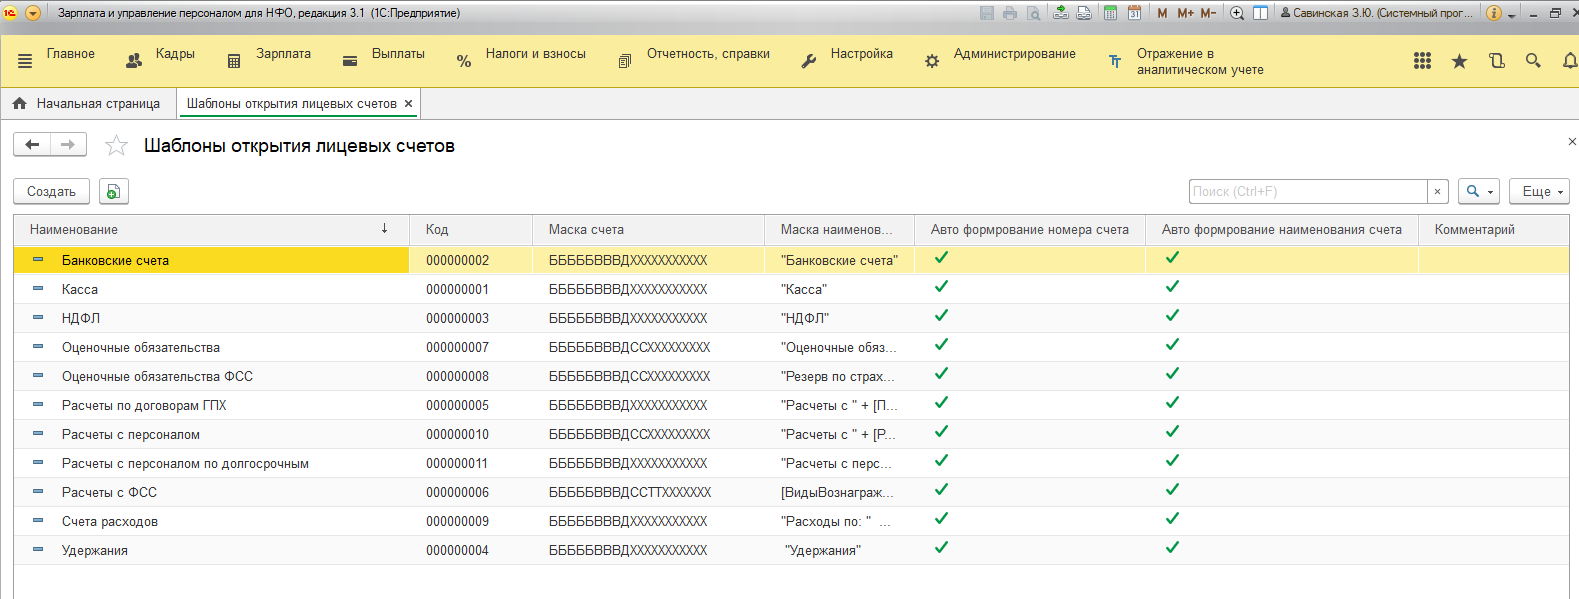 Зарплата и управление персоналом для НФО, редакция 3.1 (1С:Предприятие)
M M+ M-
Савинская З.Ю. (Системный прог...
Главное
Кадры
Зарплата
Выплаты
Налоги и взносы
Отчетность, справки
Настройка
Администрирование
Отражение в
аналитическом учете
Начальная страница
Шаблоны открытия лицевых счетов ×
Шаблоны открытия лицевых счетов
Создать
Поиск (Ctrl+F)
Еще
Наименование Код Маска счета Маска наименов... Авто формрование номера счета Авто формирование наименования счета Комментарий
Банковские счета 000000002 БББББВВВДХХХХХХХХХХХ "Банковские счета"
Касса 000000001 БББББВВВДХХХХХХХХХХХ "Касса"
НДФЛ 000000003 БББББВВВДХХХХХХХХХХХ "НДФЛ"
Оценочные обязательства 000000007 БББББВВВДССХХХХХХХХХ "Оценочные обяз...
Оценочные обязательства ФСС 000000008 БББББВВВДССХХХХХХХХХ "Резерв по страх...
Расчеты по договорам ГПХ 000000005 БББББВВВДХХХХХХХХХХХ "Расчеты с " + [П...
Расчеты с персоналом 000000010 БББББВВВДССХХХХХХХХХ "Расчеты с " + [Р...
Расчеты с персоналом по долгосрочным 000000011 БББББВВВДХХХХХХХХХХХ "Расчеты с перс...
Расчеты с ФСС 000000006 БББББВВВДССТТХХХХХХХ [ВидыВознаграж...
Счета расходов 000000009 БББББВВВДХХХХХХХХХХХ "Расходы по: " ...
Удержания 000000004 БББББВВВДХХХХХХХХХХХ "Удержания"